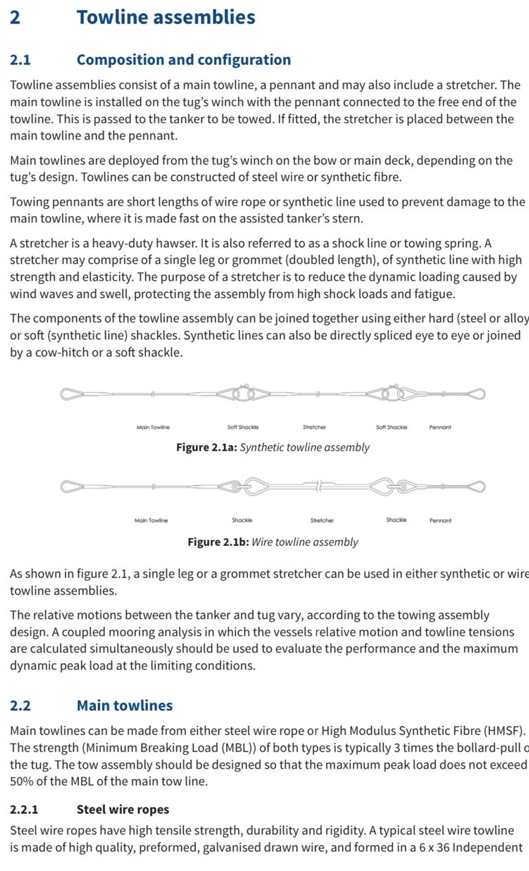 2 Towline assemblies
2.1 Composition and configuration
Towline assemblies consist of a main towline, a pennant and may also include a stretcher. The
main towline is installed on the tug's winch with the pennant connected to the free end of the
towline. This is passed to the tanker to be towed. If fitted, the stretcher is placed between the
main towline and the pennant.
Main towlines are deployed from the tug's winch on the bow or main deck, depending on the
tug's design. Towlines can be constructed of steel wire or synthetic fibre.
Towing pennants are short lengths of wire rope or synthetic line used to prevent damage to the
main towline, where it is made fast on the assisted tanker's stern.
A stretcher is a heavy-duty hawser. It is also referred to as a shock line or towing spring. A
stretcher may comprise of a single leg or grommet (doubled length), of synthetic line with high
strength and elasticity. The purpose of a stretcher is to reduce the dynamic loading caused by
wind waves and swell, protecting the assembly from high shock loads and fatigue.
The components of the towline assembly can be joined together using either hard (steel or alloy
or soft (synthetic line) shackles. Synthetic lines can also be directly spliced eye to eye or joined
by a cow-hitch or a soft shackle.
Main Towline Soft Shackle Stretcher Soft Shackle Pennant
Figure 2.1a: Synthetic towline assembly
Main Towline Shackle Stretcher Shackle Pennant
Figure 2.1b: Wire towline assembly
As shown in figure 2.1, a single leg or a grommet stretcher can be used in either synthetic or wire
towline assemblies.
The relative motions between the tanker and tug vary, according to the towing assembly
design. A coupled mooring analysis in which the vessels relative motion and towline tensions
are calculated simultaneously should be used to evaluate the performance and the maximum
dynamic peak load at the limiting conditions.
2.2 Main towlines
Main towlines can be made from either steel wire rope or High Modulus Synthetic Fibre (HMSF).
The strength (Minimum Breaking Load (MBL)) of both types is typically 3 times the bollard-pull o
the tug. The tow assembly should be designed so that the maximum peak load does not exceed
50% of the MBL of the main tow line.
2.2.1 Steel wire ropes
Steel wire ropes have high tensile strength, durability and rigidity. A typical steel wire towline
is made of high quality, preformed, galvanised drawn wire, and formed in a 6 x 36 Independent